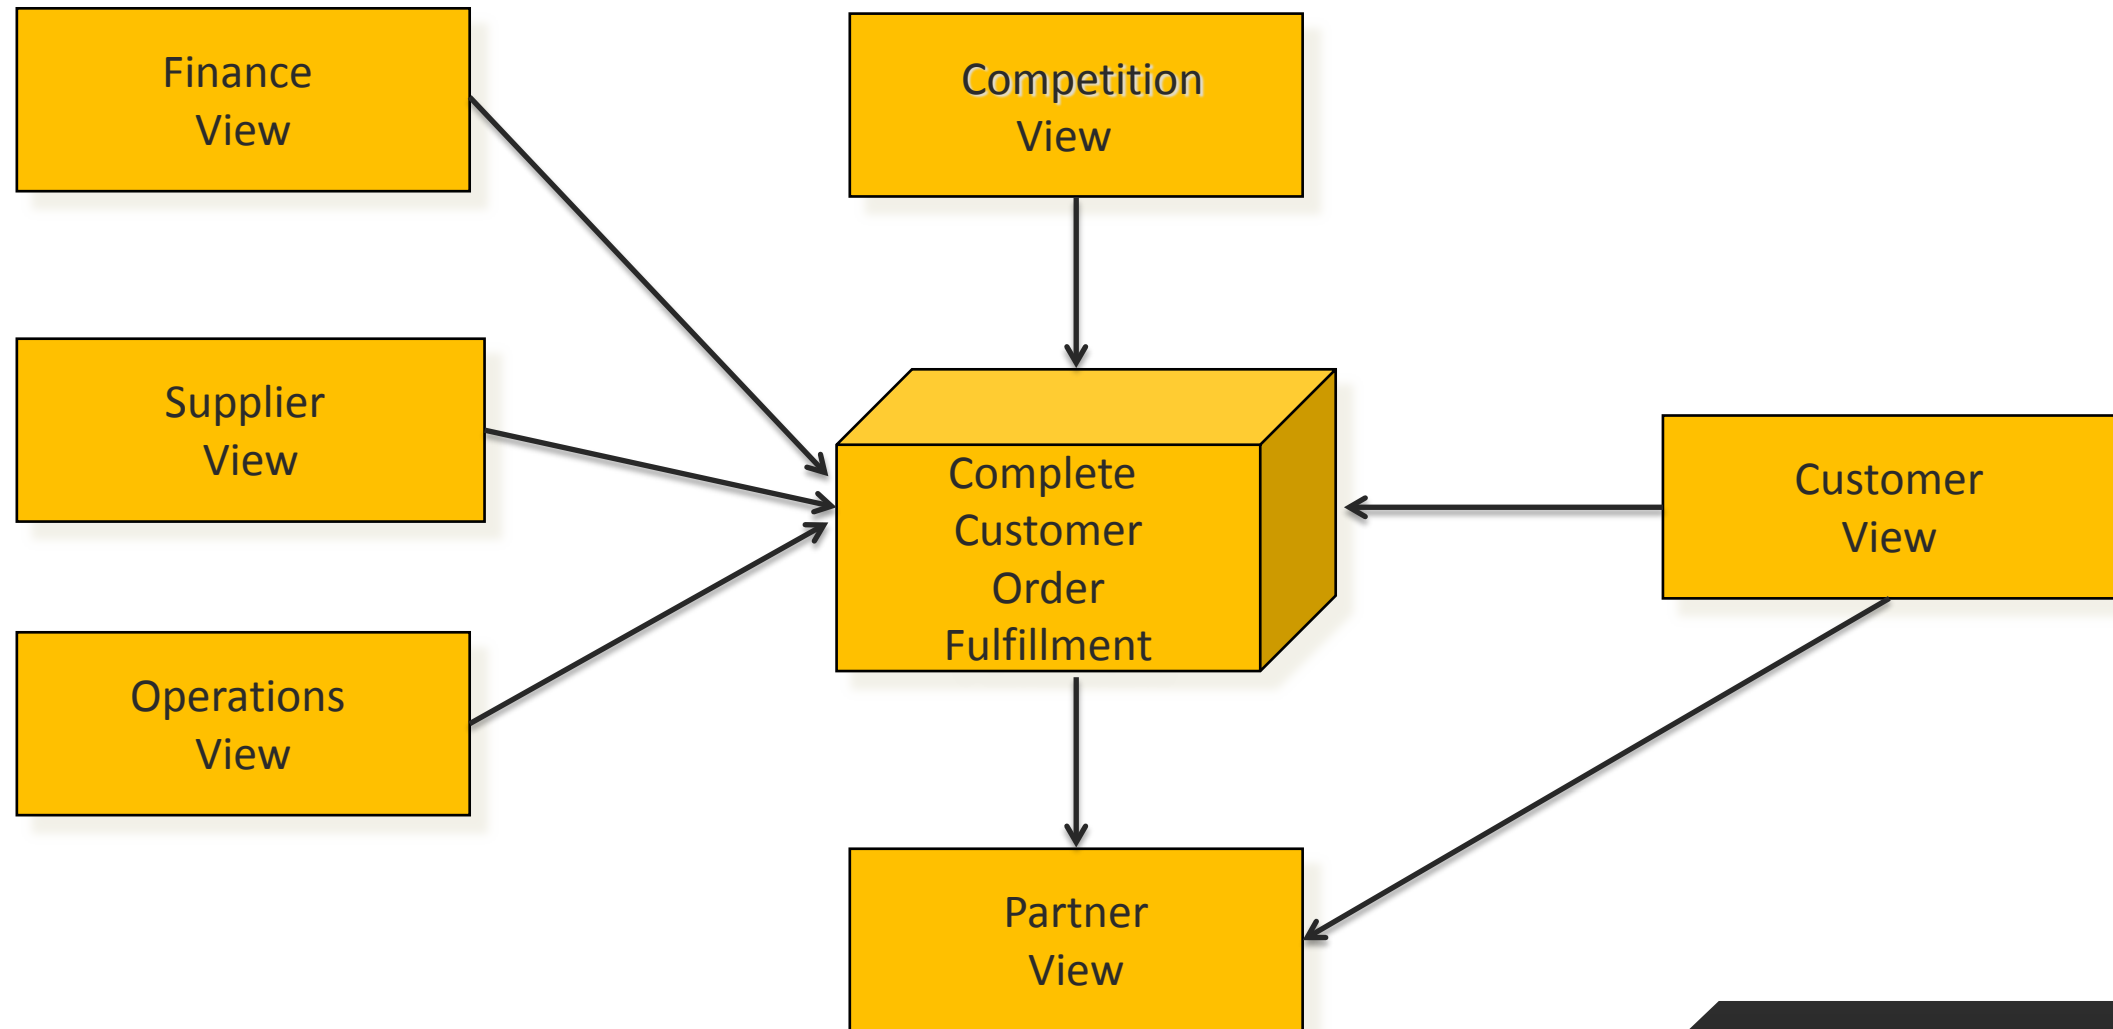 Finance
View
Competition
View
Supplier
View
Complete
Customer
Order
Fulfillment
Customer
View
Operations
View
Partner
View